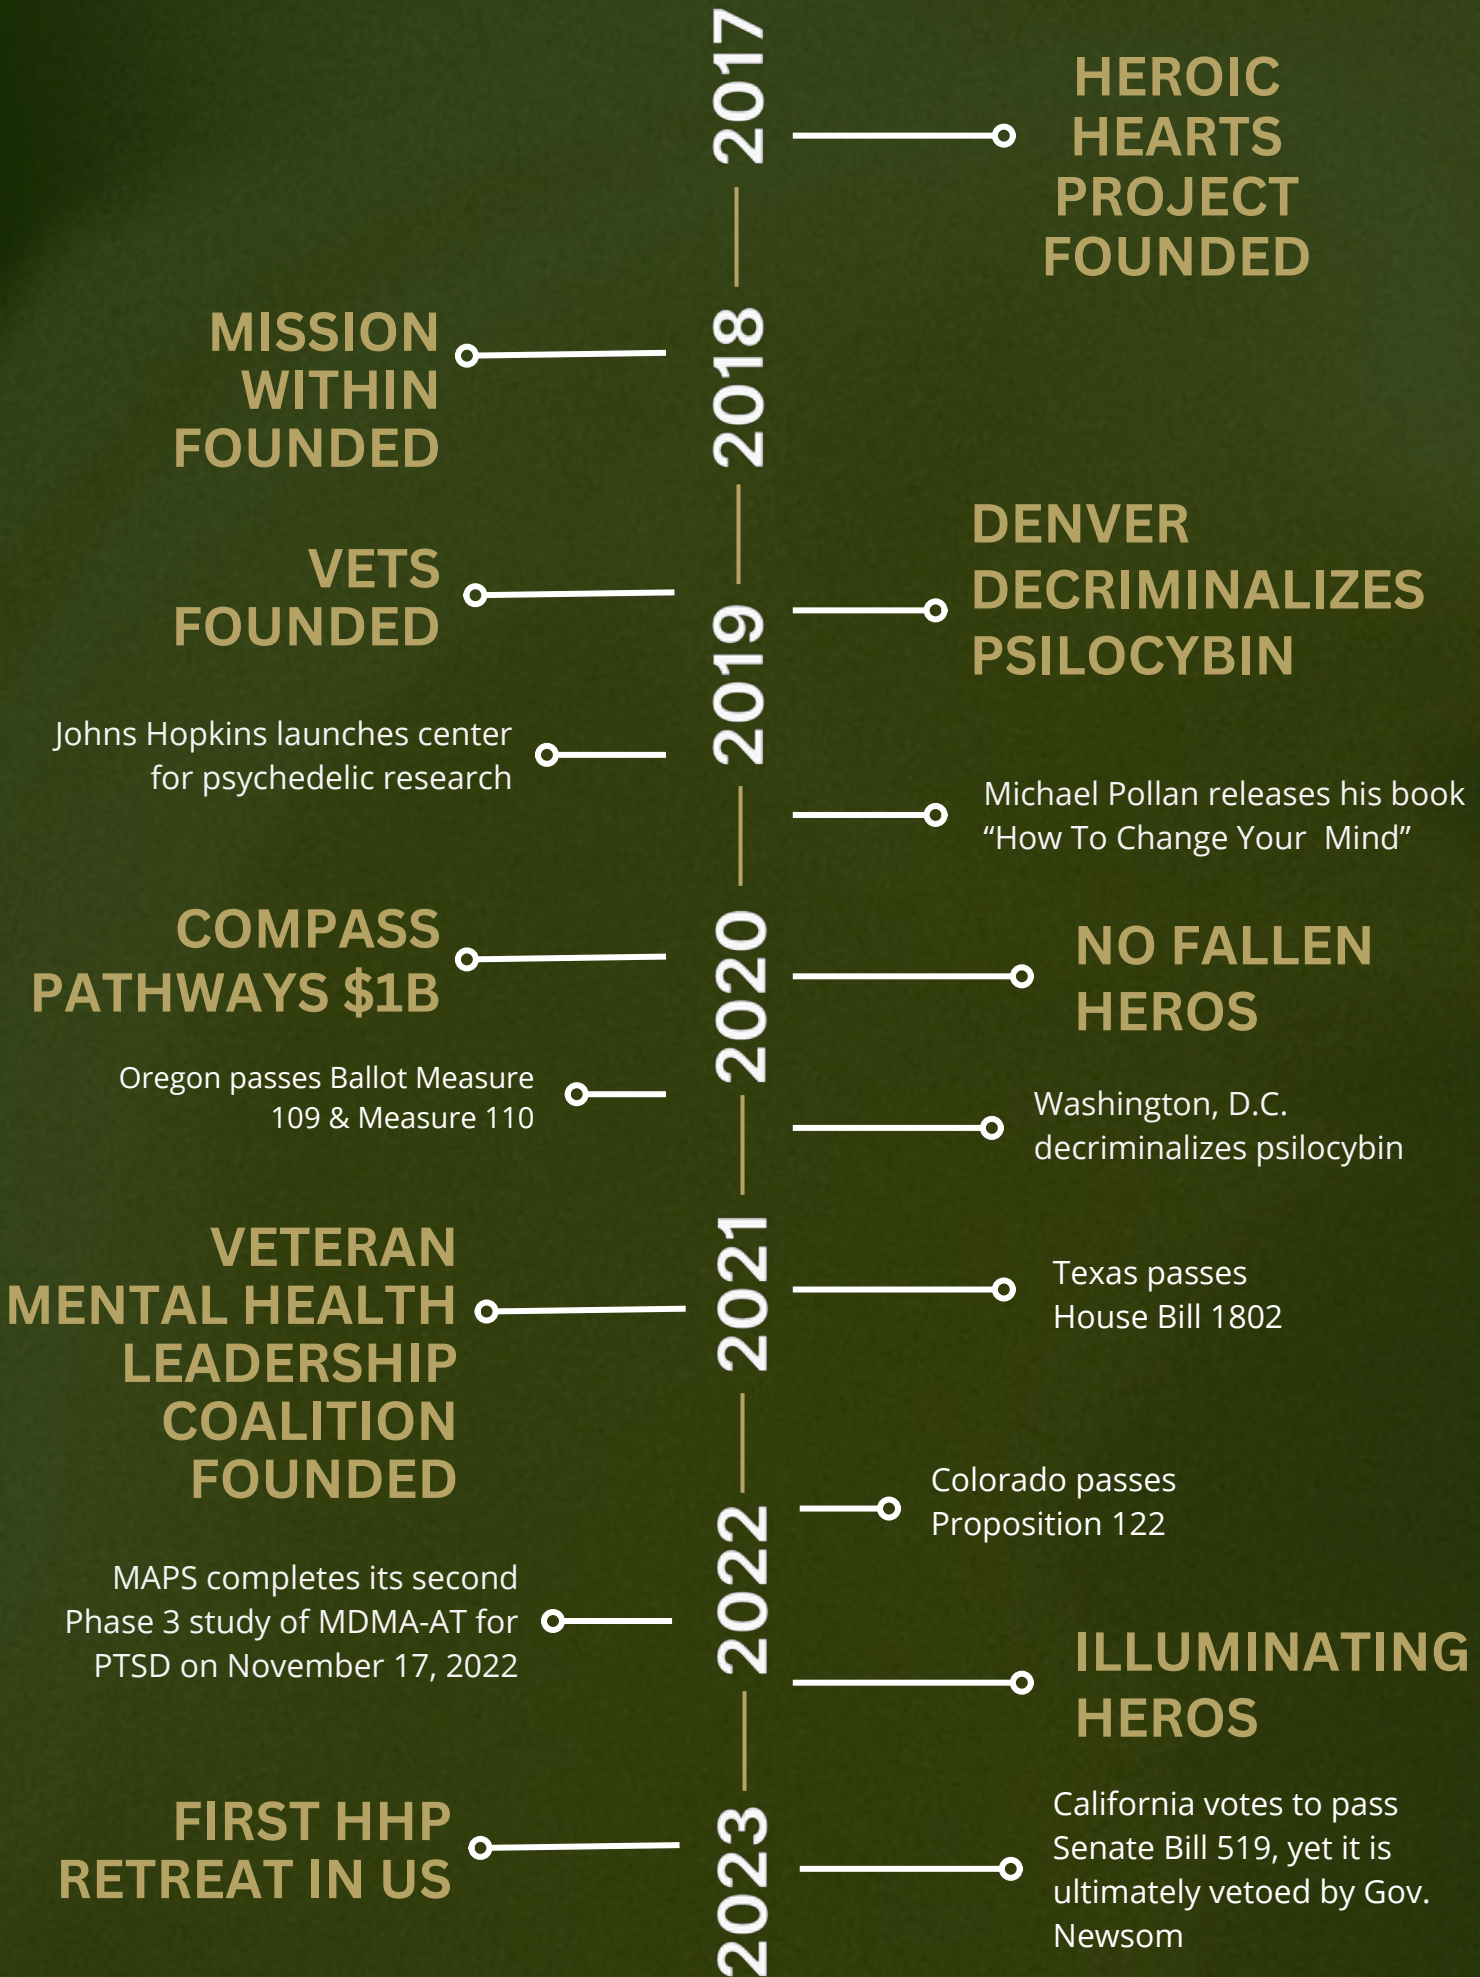 2017
HEROIC
HEARTS
PROJECT
FOUNDED
2018
MISSION
WITHIN
FOUNDED
2019
VETS
FOUNDED
DENVER
DECRIMINALIZES
PSILOCYBIN
Johns Hopkins launches center
for psychedelic research
Michael Pollan releases his book
“How To Change Your Mind”
2020
COMPASS
PATHWAYS $1B
NO FALLEN
HEROS
Oregon passes Ballot Measure
109 & Measure 110
Washington, D.C.
decriminalizes psilocybin
2021
VETERAN
MENTAL HEALTH
LEADERSHIP
COALITION
FOUNDED
Texas passes
House Bill 1802
2022
Colorado passes
Proposition 122
MAPS completes its second
Phase 3 study of MDMA-AT for
PTSD on November 17, 2022
ILLUMINATING
HEROS
2023
FIRST HHP
RETREAT IN US
California votes to pass
Senate Bill 519, yet it is
ultimately vetoed by Gov.
Newsom